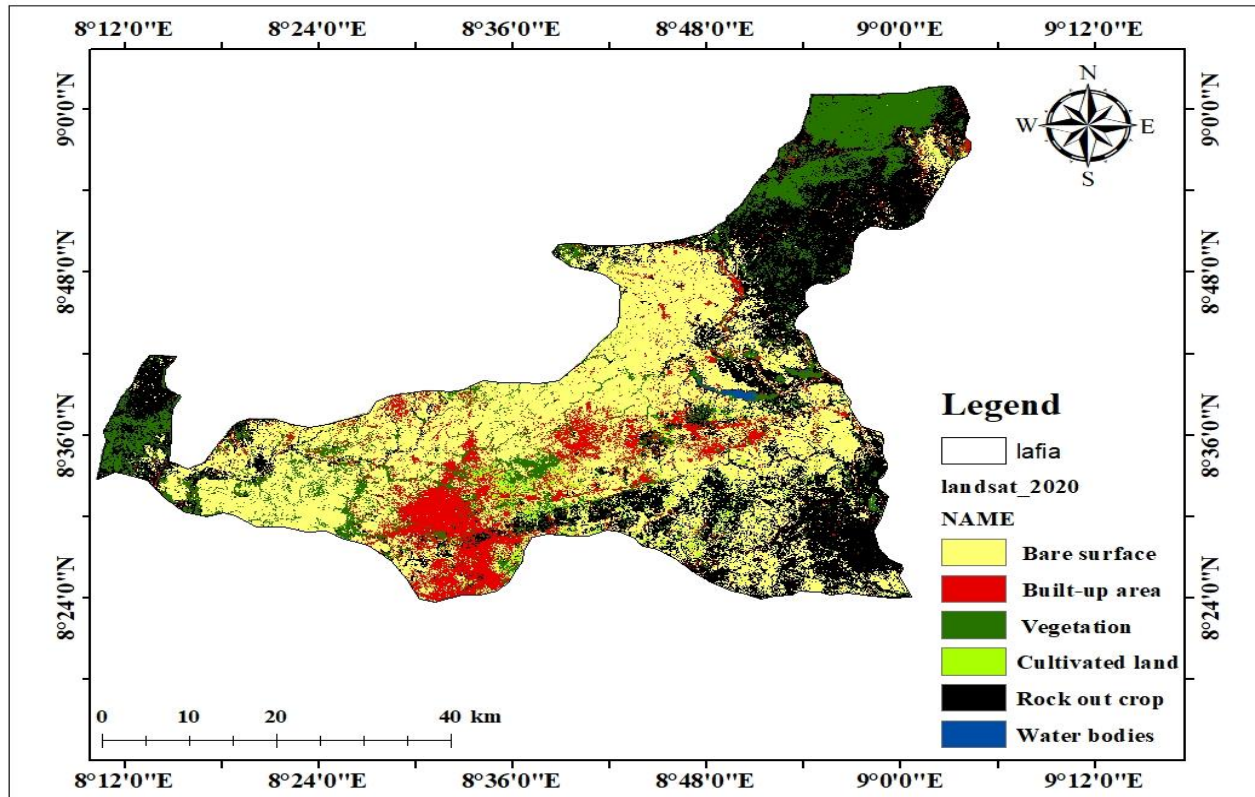 8°12'0"E 8°24'0"E 8°36'0"E 8°48'0"E 9°0'0"E 9°12'0"E
N
W E
S
9°0'0"N 9°0'0"N
8°48'0"N 8°48'0"N
8°36'0"N 8°36'0"N
8°24'0"N 8°24'0"N
Legend
lafia
landsat_2020
NAME
Bare surface
Built-up area
Vegetation
Cultivated land
Rock out crop
Water bodies
0 10 20 40 km
8°12'0"E 8°24'0"E 8°36'0"E 8°48'0"E 9°0'0"E 9°12'0"E